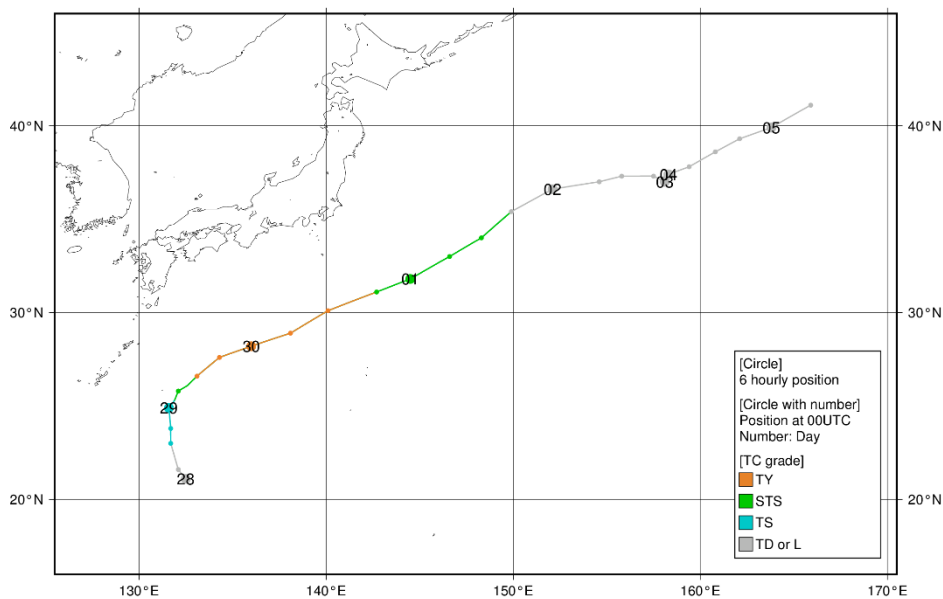 40°N
40°N
05
04
03
02
01
30°N
30°N
30
29
28
20°N
20°N
[Circle]
6 hourly position
[Circle with number]
Position at 00UTC
Number: Day
[TC grade]
TY
STS
TS
TD or L
130°E
140°E
150°E
160°E
170°E